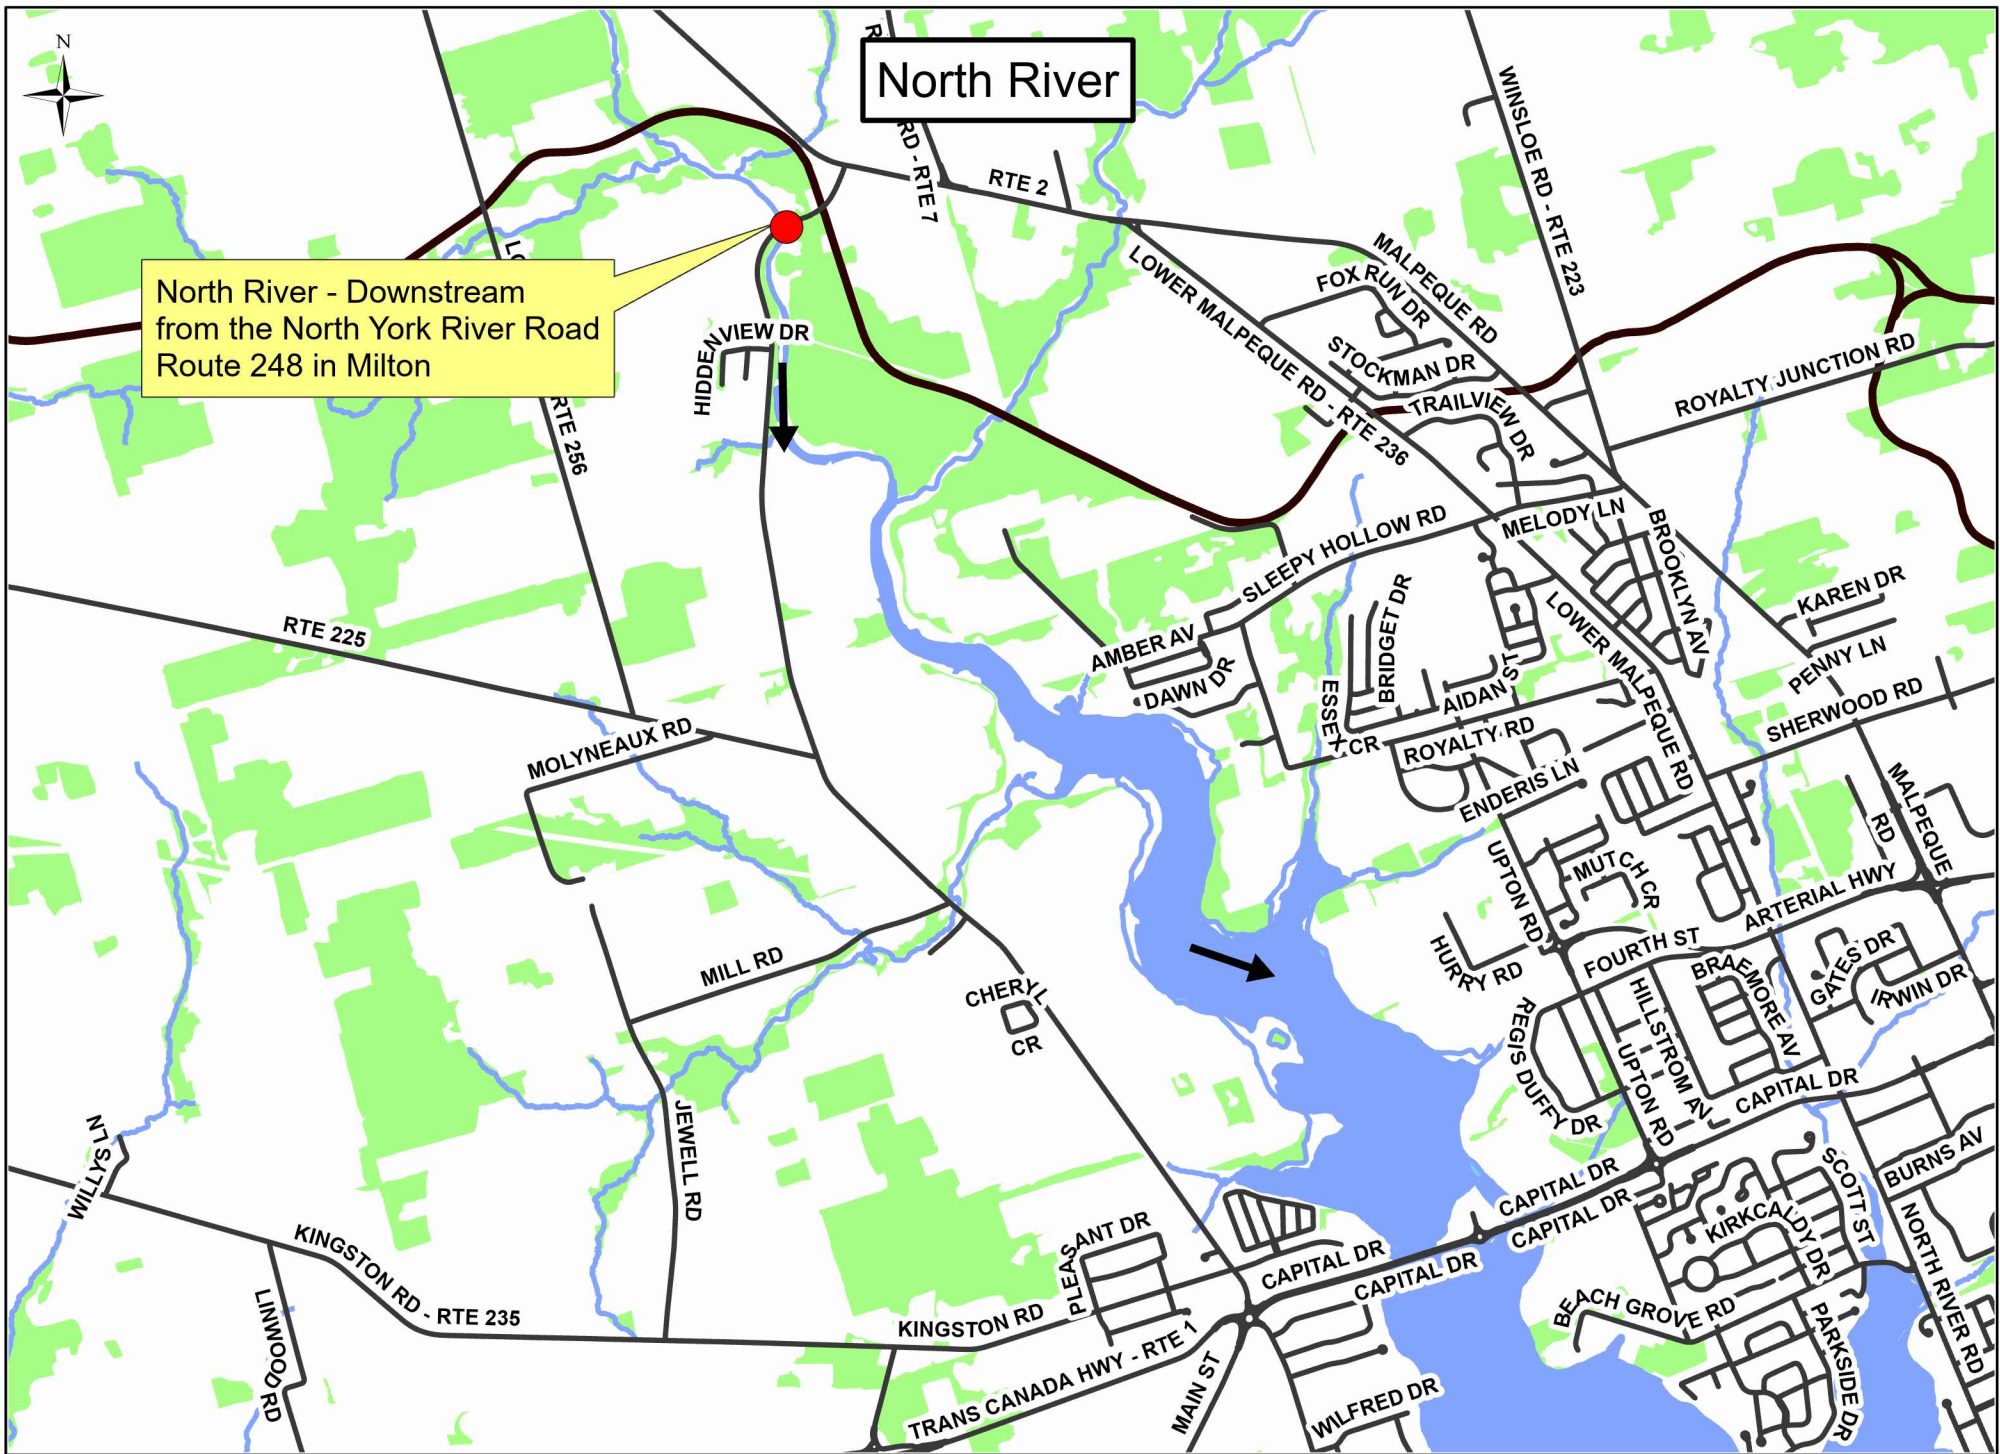 N
North River
RD - RTE 7
RTE 2
WINSLOE RD - RTE 223
MALPEQUE RD
FOX RUN DR
LOWER MALPEQUE RD - RTE 236
STOCKMAN DR
TRAILVIEW DR
ROYALTY JUNCTION RD
North River - Downstream
from the North York River Road
Route 248 in Milton
HIDDEN VIEW DR
RTE 256
SLEEPY HOLLOW RD
MELODY LN
BROOKLYN AV
KAREN DR
PENNY LN
SHERWOOD RD
RTE 225
MOLYNEAUX RD
AMBER AV
DAWN DR
BRIDGET DR
ESSEX CR
AIDAN ST
ROYALTY RD
LOWER MALPEQUE RD
ENDERIS LN
MALPEQUE
RD
UPTON RD
MUTCH CR
ARTERIAL HWY
HURRY RD
FOURTH ST
BRAEMORE AV
GATES DR
IRWIN DR
MILL RD
CHERYL
CR
REGIS DUFFY DR
HILLSTROM AV
UPTON RD
CAPITAL DR
BURNS AV
WILLYS LN
JEWELL RD
CAPITAL DR
CAPITAL DR
SCOTT ST
KIRKCALDY DR
NORTH RIVER RD
KINGSTON RD - RTE 235
PLEASANT DR
CAPITAL DR
CAPITAL DR
BEACH GROVE RD
PARKSIDE DR
LINWOOD RD
KINGSTON RD
TRANS CANADA HWY - RTE 1
MAIN ST
WILFRED DR